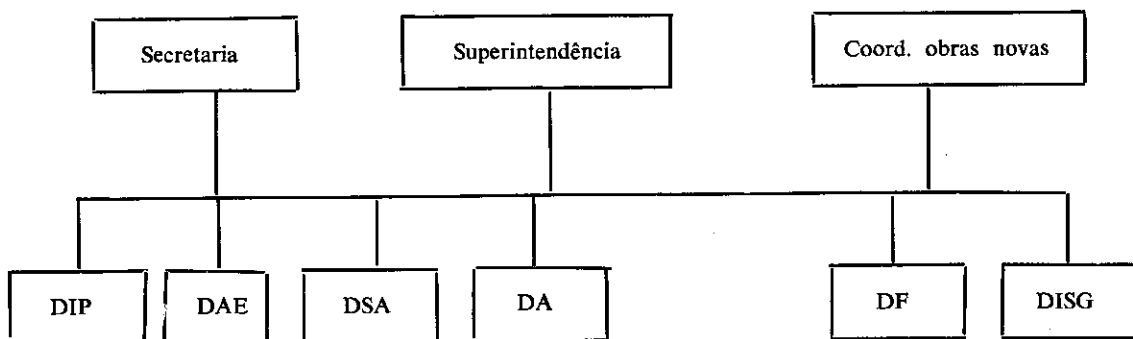 Secretaria
Superintendência
Coord. obras novas
DIP
DAE
DSA
DA
DF
DISG